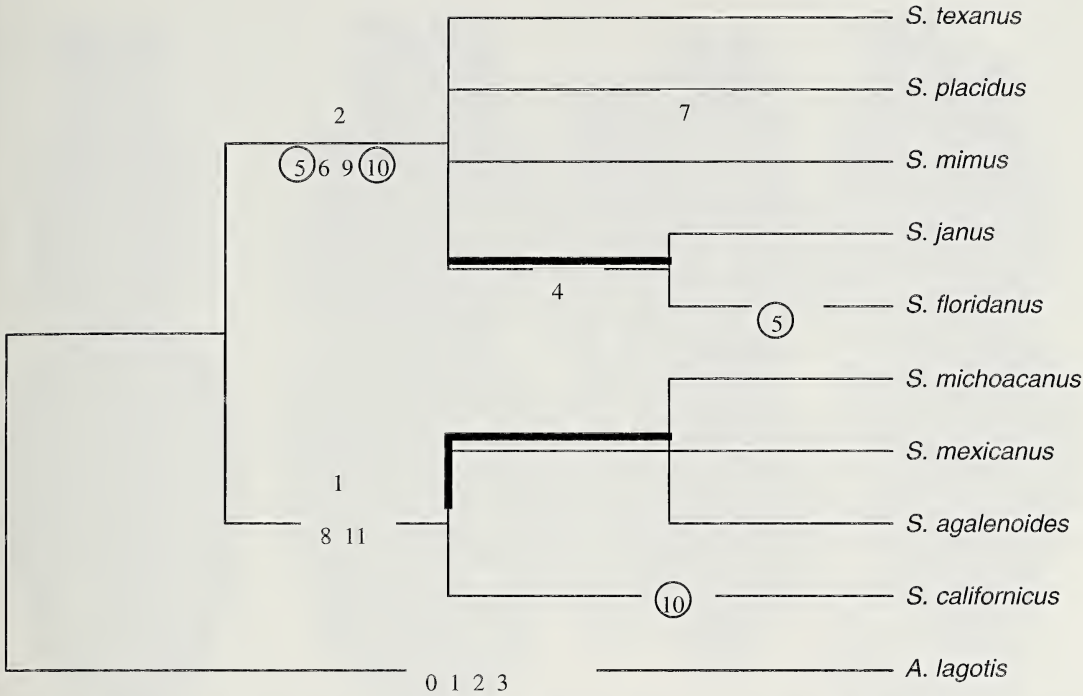 S. texanus
S. placidus
7
2
5 6 9 10
S. mimus
S. janus
4
S. floridanus
5
S. michoacanus
S. mexicanus
1
8 11
S. agalenoides
S. californicus
10
A. lagotis
0 1 2 3